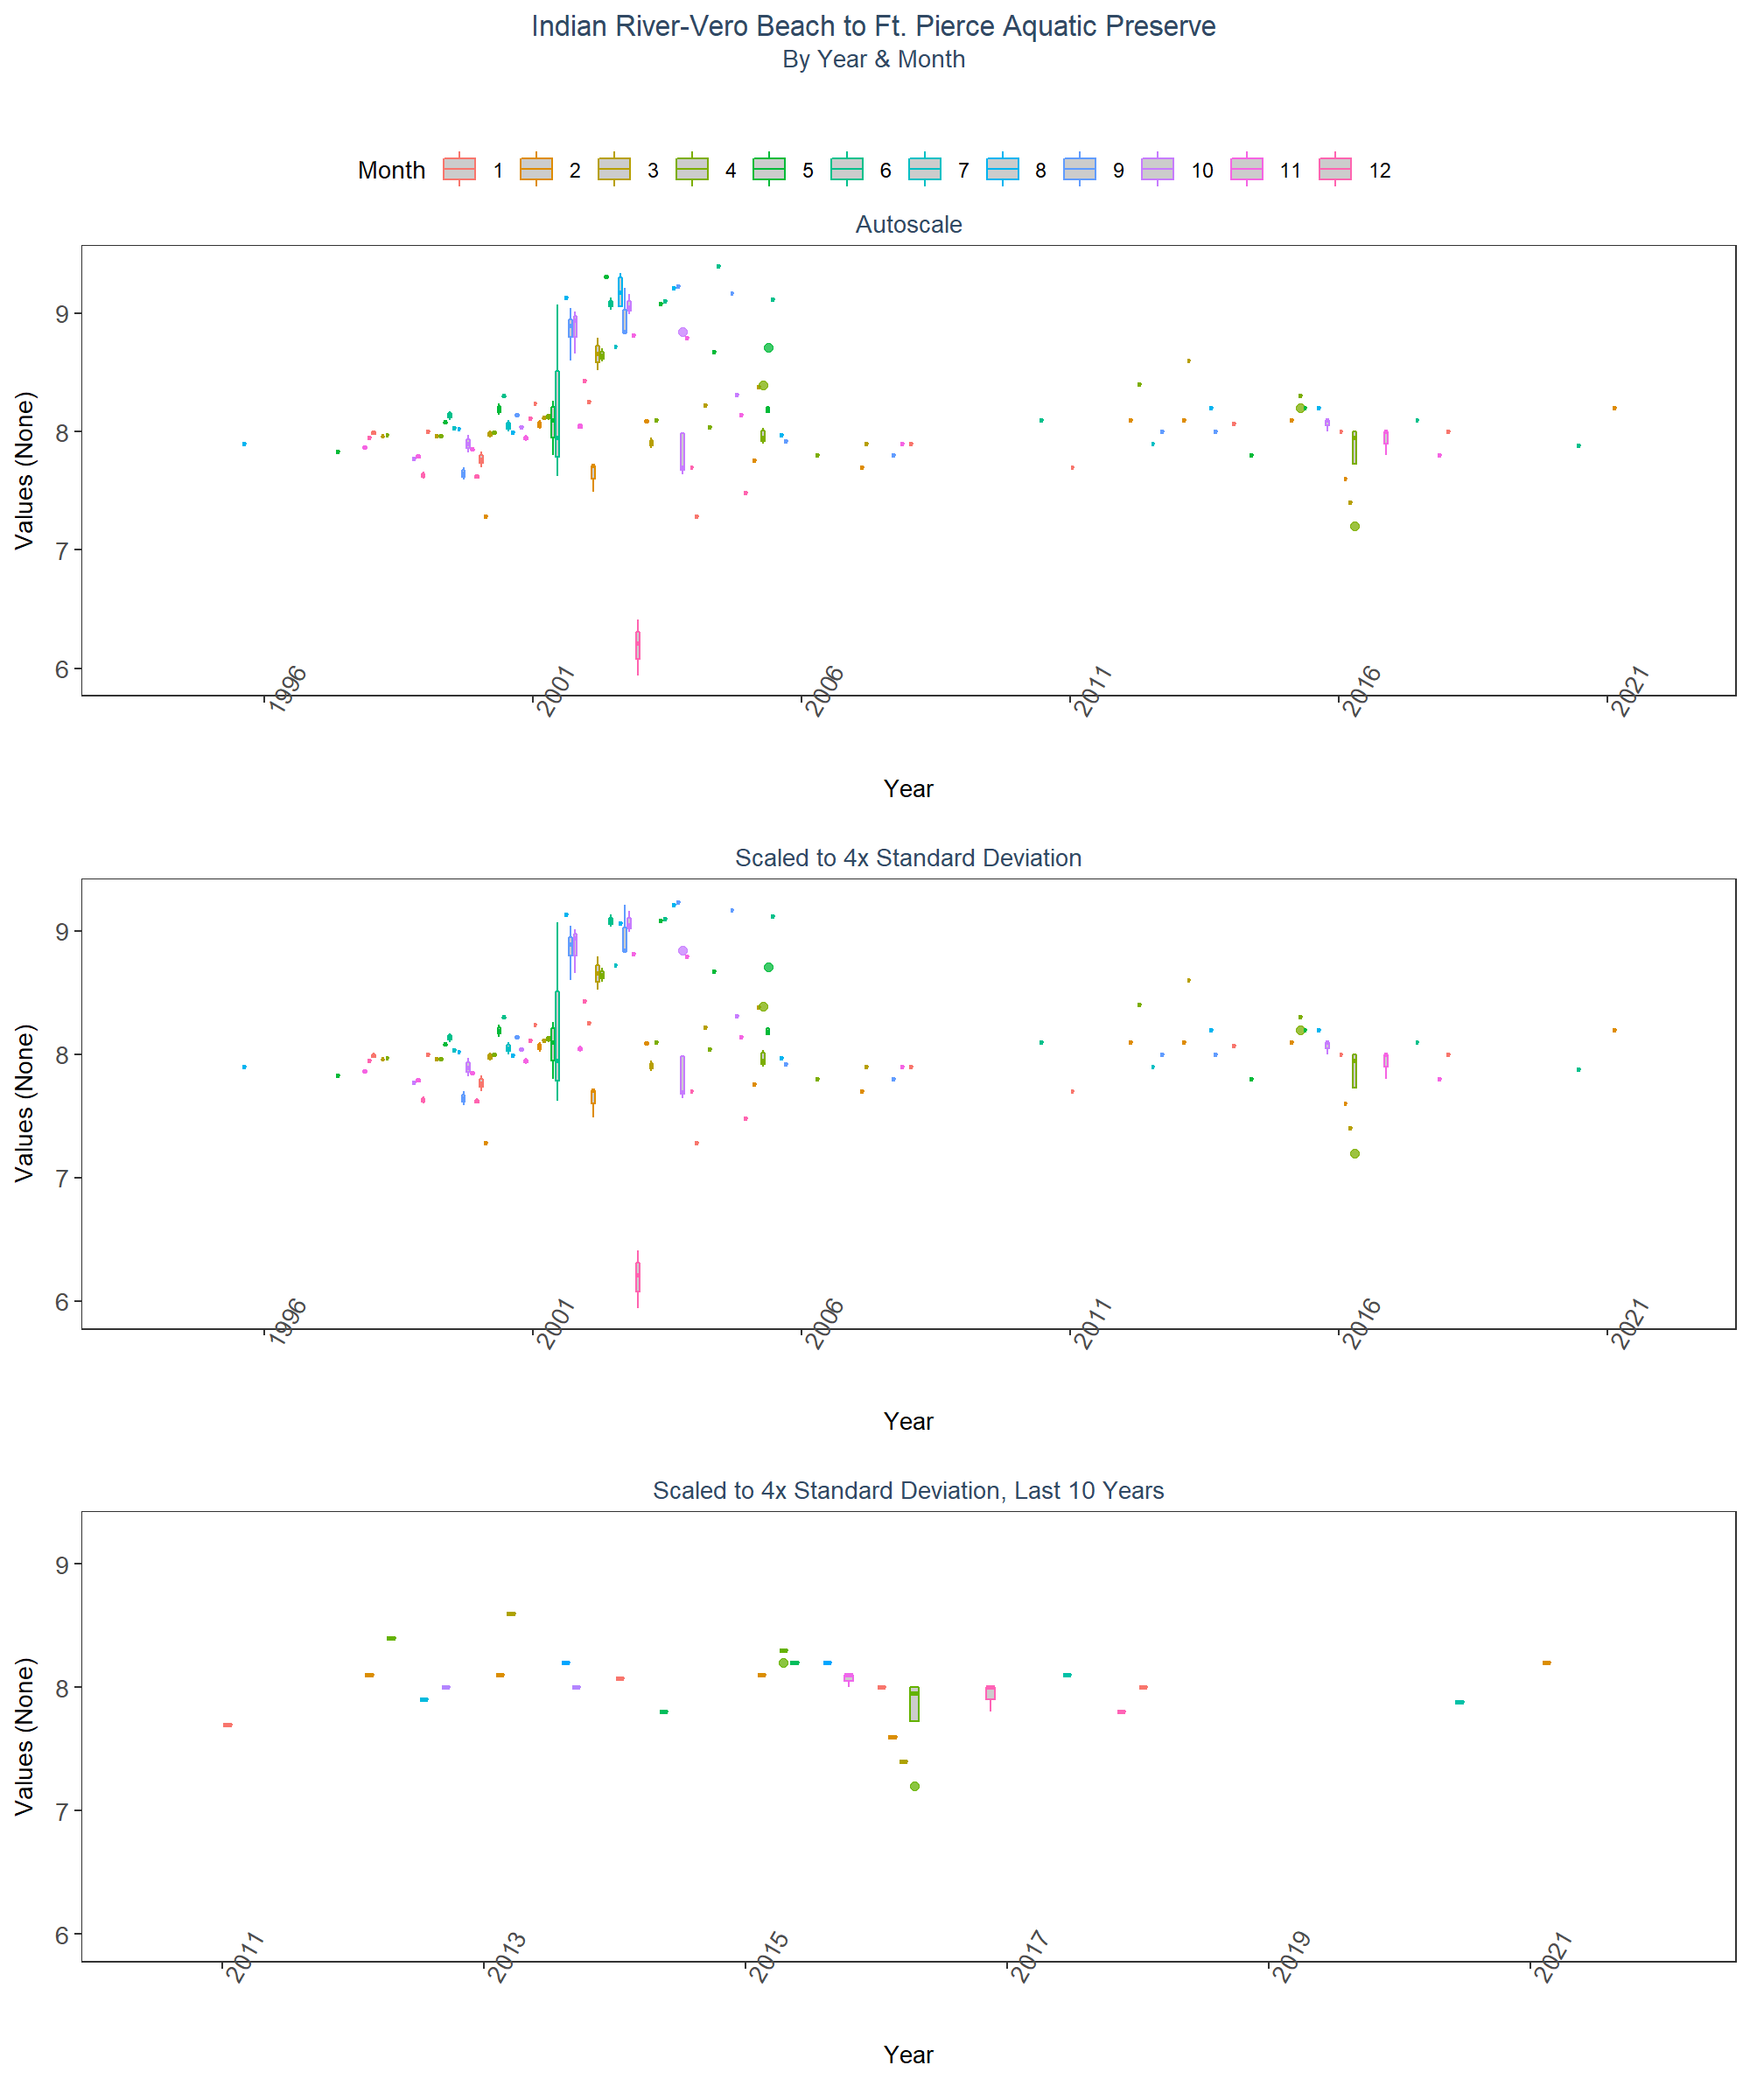 Indian River-Vero Beach to Ft. Pierce Aquatic Preserve
By Year & Month
Month 1 2 3 4 5 6 7 8 9 10 11 12
Autoscale
Values (None)
9
8
7
6
1996 2001 2006 2011 2016 2021
Year
Scaled to 4x Standard Deviation
Values (None)
9
8
7
6
1996 2001 2006 2011 2016 2021
Year
Scaled to 4x Standard Deviation, Last 10 Years
Values (None)
9
8
7
6
2011 2013 2015 2017 2019 2021
Year